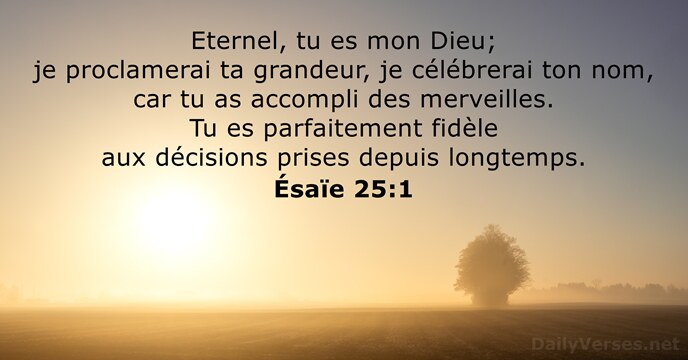 Eternel, tu es mon Dieu;
je proclamerai ta grandeur, je célébrerai ton nom,
car tu as accompli des merveilles.
Tu es parfaitement fidèle
aux décisions prises depuis longtemps.
Ésaïe 25:1
DailyVerses.net